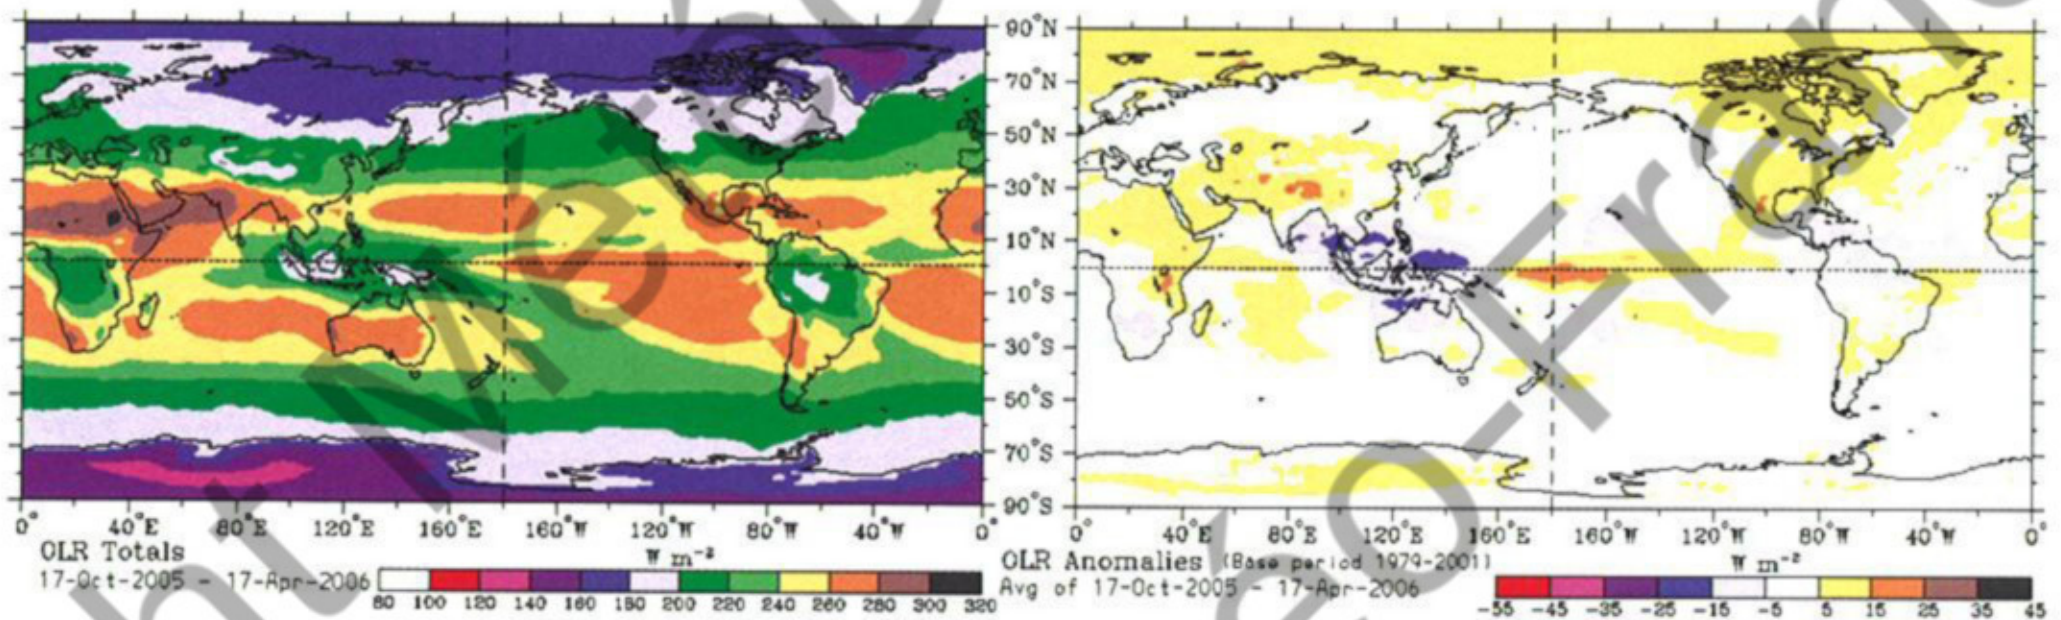 90°N
70°N
50°N
30°N
10°N
10°S
30°S
50°S
70°S
90°S
0° 40°E 80°E 120°E 160°E 160°W 120°W 80°W 40°W 0°
0° 40°E 80°E 120°E 160°E 160°W 120°W 80°W 40°W 0°
OLR Totals
17-Oct-2005 - 17-Apr-2006
W m-2
80 100 120 140 160 180 200 220 240 260 280 300 320
OLR Anomalies (Base period 1979-2001)
Avg of 17-Oct-2005 - 17-Apr-2006
W m-2
-55 -45 -35 -25 -15 -5 5 15 25 35 45